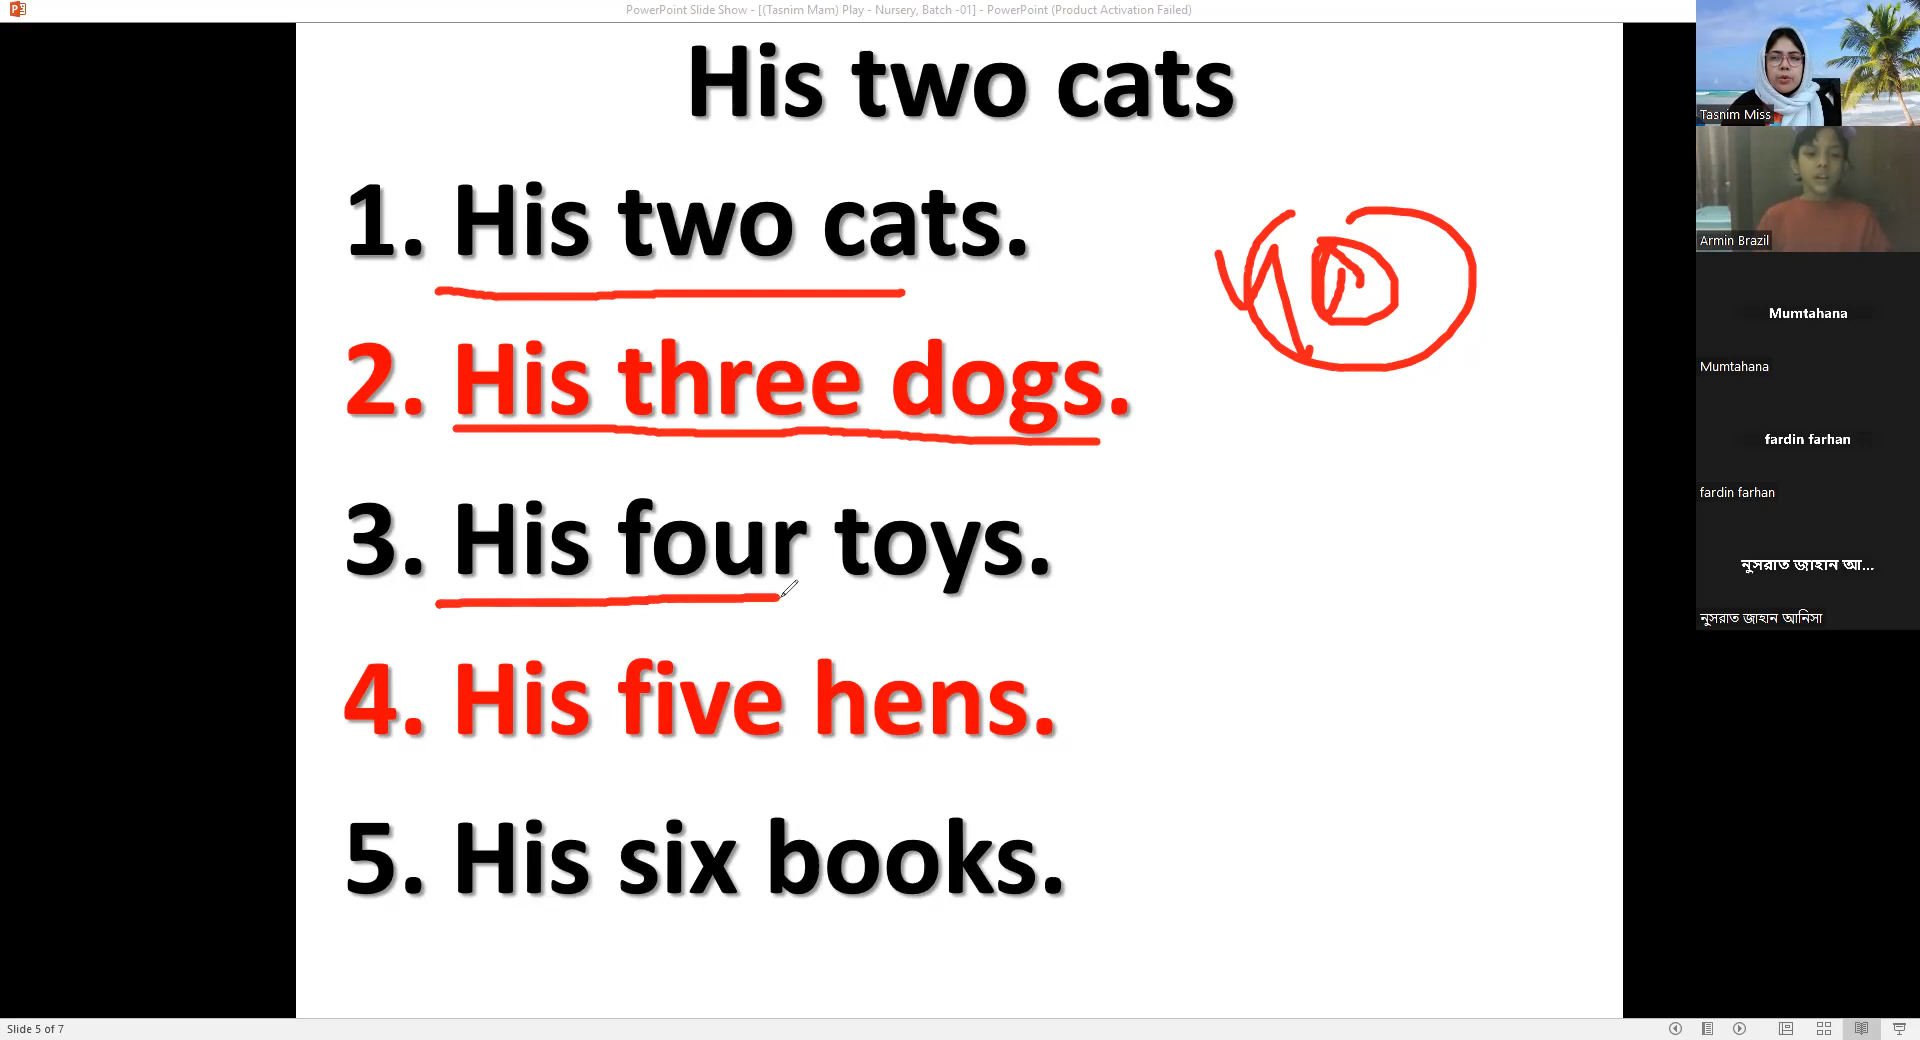 PowerPoint Slide Show - [(Tasnim Mam) Play - Nursery, Batch -01] - PowerPoint (Product Activation Failed)
His two cats
1. His two cats.
2. His three dogs.
3. His four toys.
4. His five hens.
5. His six books.
Tasnim Miss
Armin Brazil
Mumtahana
Mumtahana
fardin farhan
fardin farhan
নুসরাত জাহান আ...
নুসরাত জাহান আনিসা
Slide 5 of 7